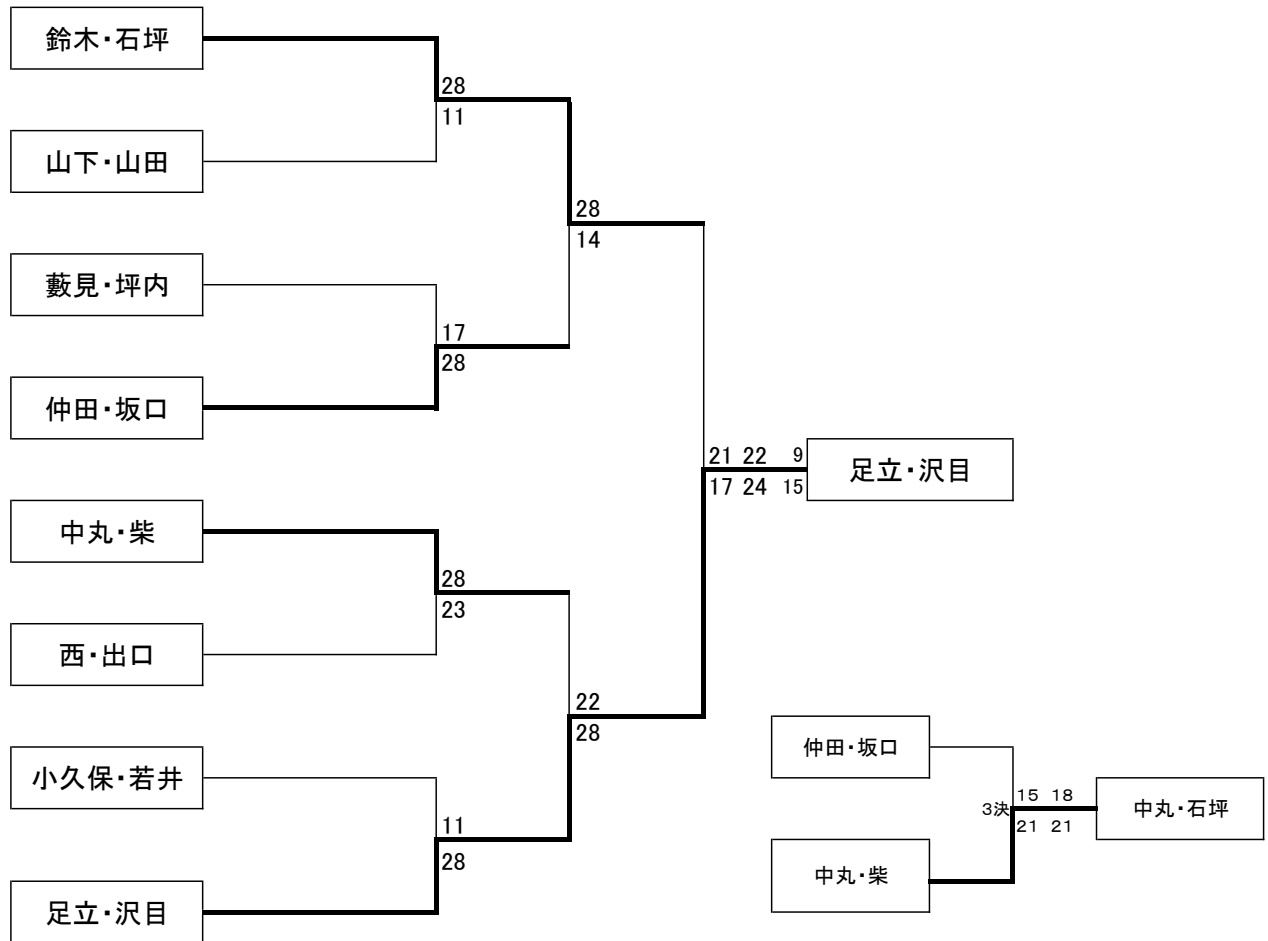 鈴木・石坪
28
11
山下・山田
28
14
藪見・坪内
17
28
仲田・坂口
21 22 9
17 24 15
足立・沢目
中丸・柴
28
23
西・出口
22
28
小久保・若井
11
28
足立・沢目
仲田・坂口
3決
15 18
21 21
中丸・石坪
中丸・柴